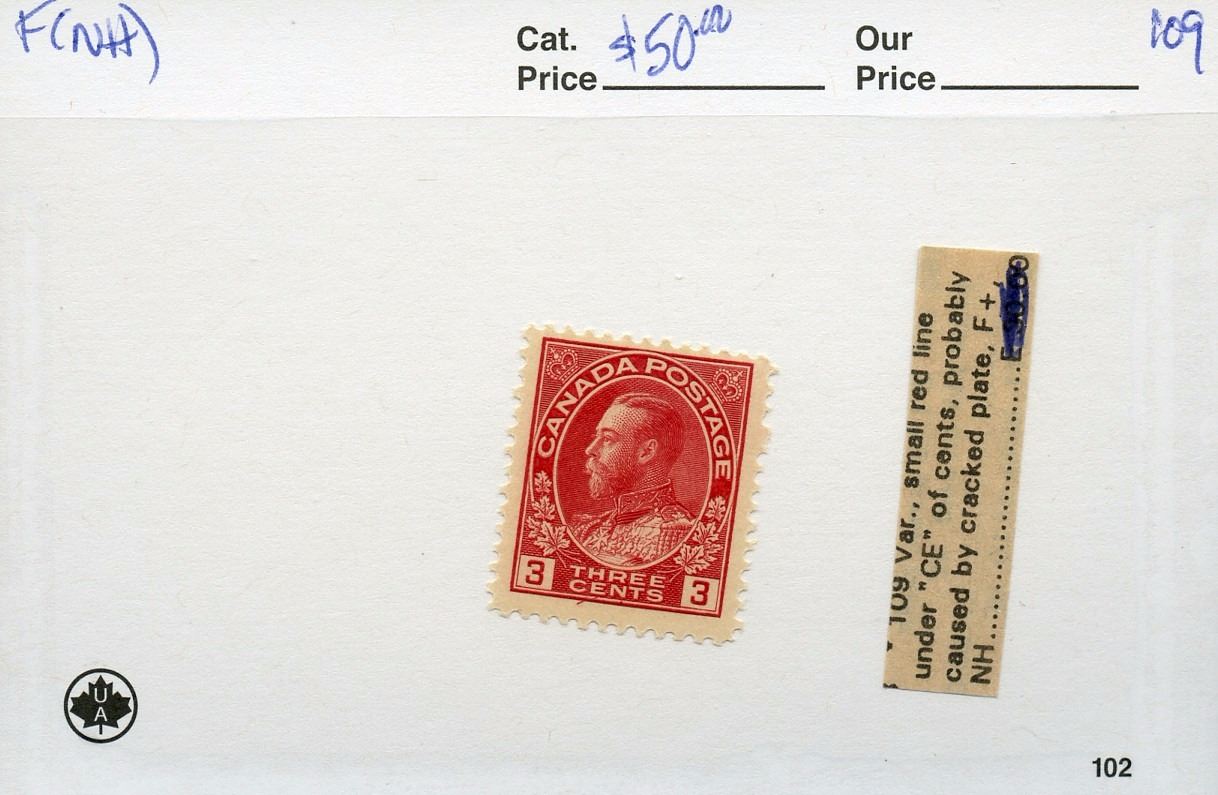 F(NH)
Cat. $50.00
Price
Our
Price
109
CANADA POSTAGE
3 THREE 3
CENTS
109 Var., small red line
under "CE" of cents, probably
caused by cracked plate, F+,
NH
UA
102